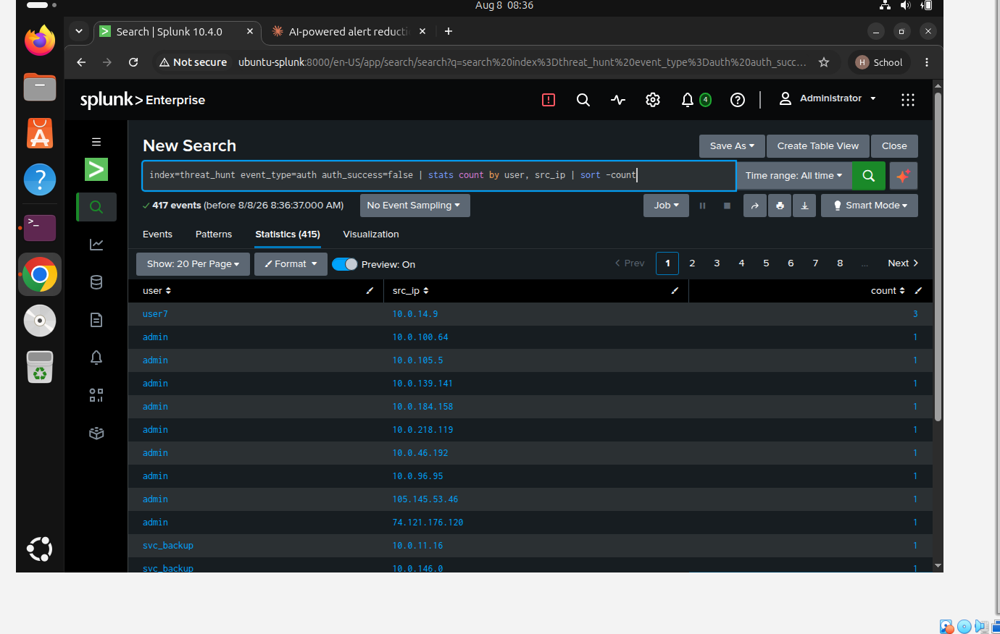 Aug 8 08:36
Search | Splunk 10.4.0
AI-powered alert reducti
Not secure ubuntu-splunk:8000/en-US/app/search/search?q=search%20index%3Dthreat_hunt%20event_type%3Dauth%20auth_succ...
H School
splunk> Enterprise
4
Administrator
New Search
Save As
Create Table View
Close
index=threat_hunt event_type=auth auth_success=false | stats count by user, src_ip | sort -count
Time range: All time
417 events (before 8/8/26 8:36:37.000 AM)
No Event Sampling
Job
Smart Mode
Events Patterns Statistics (415) Visualization
Show: 20 Per Page
Format
Preview: On
Prev 1 2 3 4 5 6 7 8 ... Next
user src_ip count
user7 10.0.14.9 3
admin 10.0.100.64 1
admin 10.0.105.5 1
admin 10.0.139.141 1
admin 10.0.184.158 1
admin 10.0.218.119 1
admin 10.0.46.192 1
admin 10.0.96.95 1
admin 105.145.53.46 1
admin 74.121.176.120 1
svc_backup 10.0.11.16 1
svc_backup 10.0.146.0 1